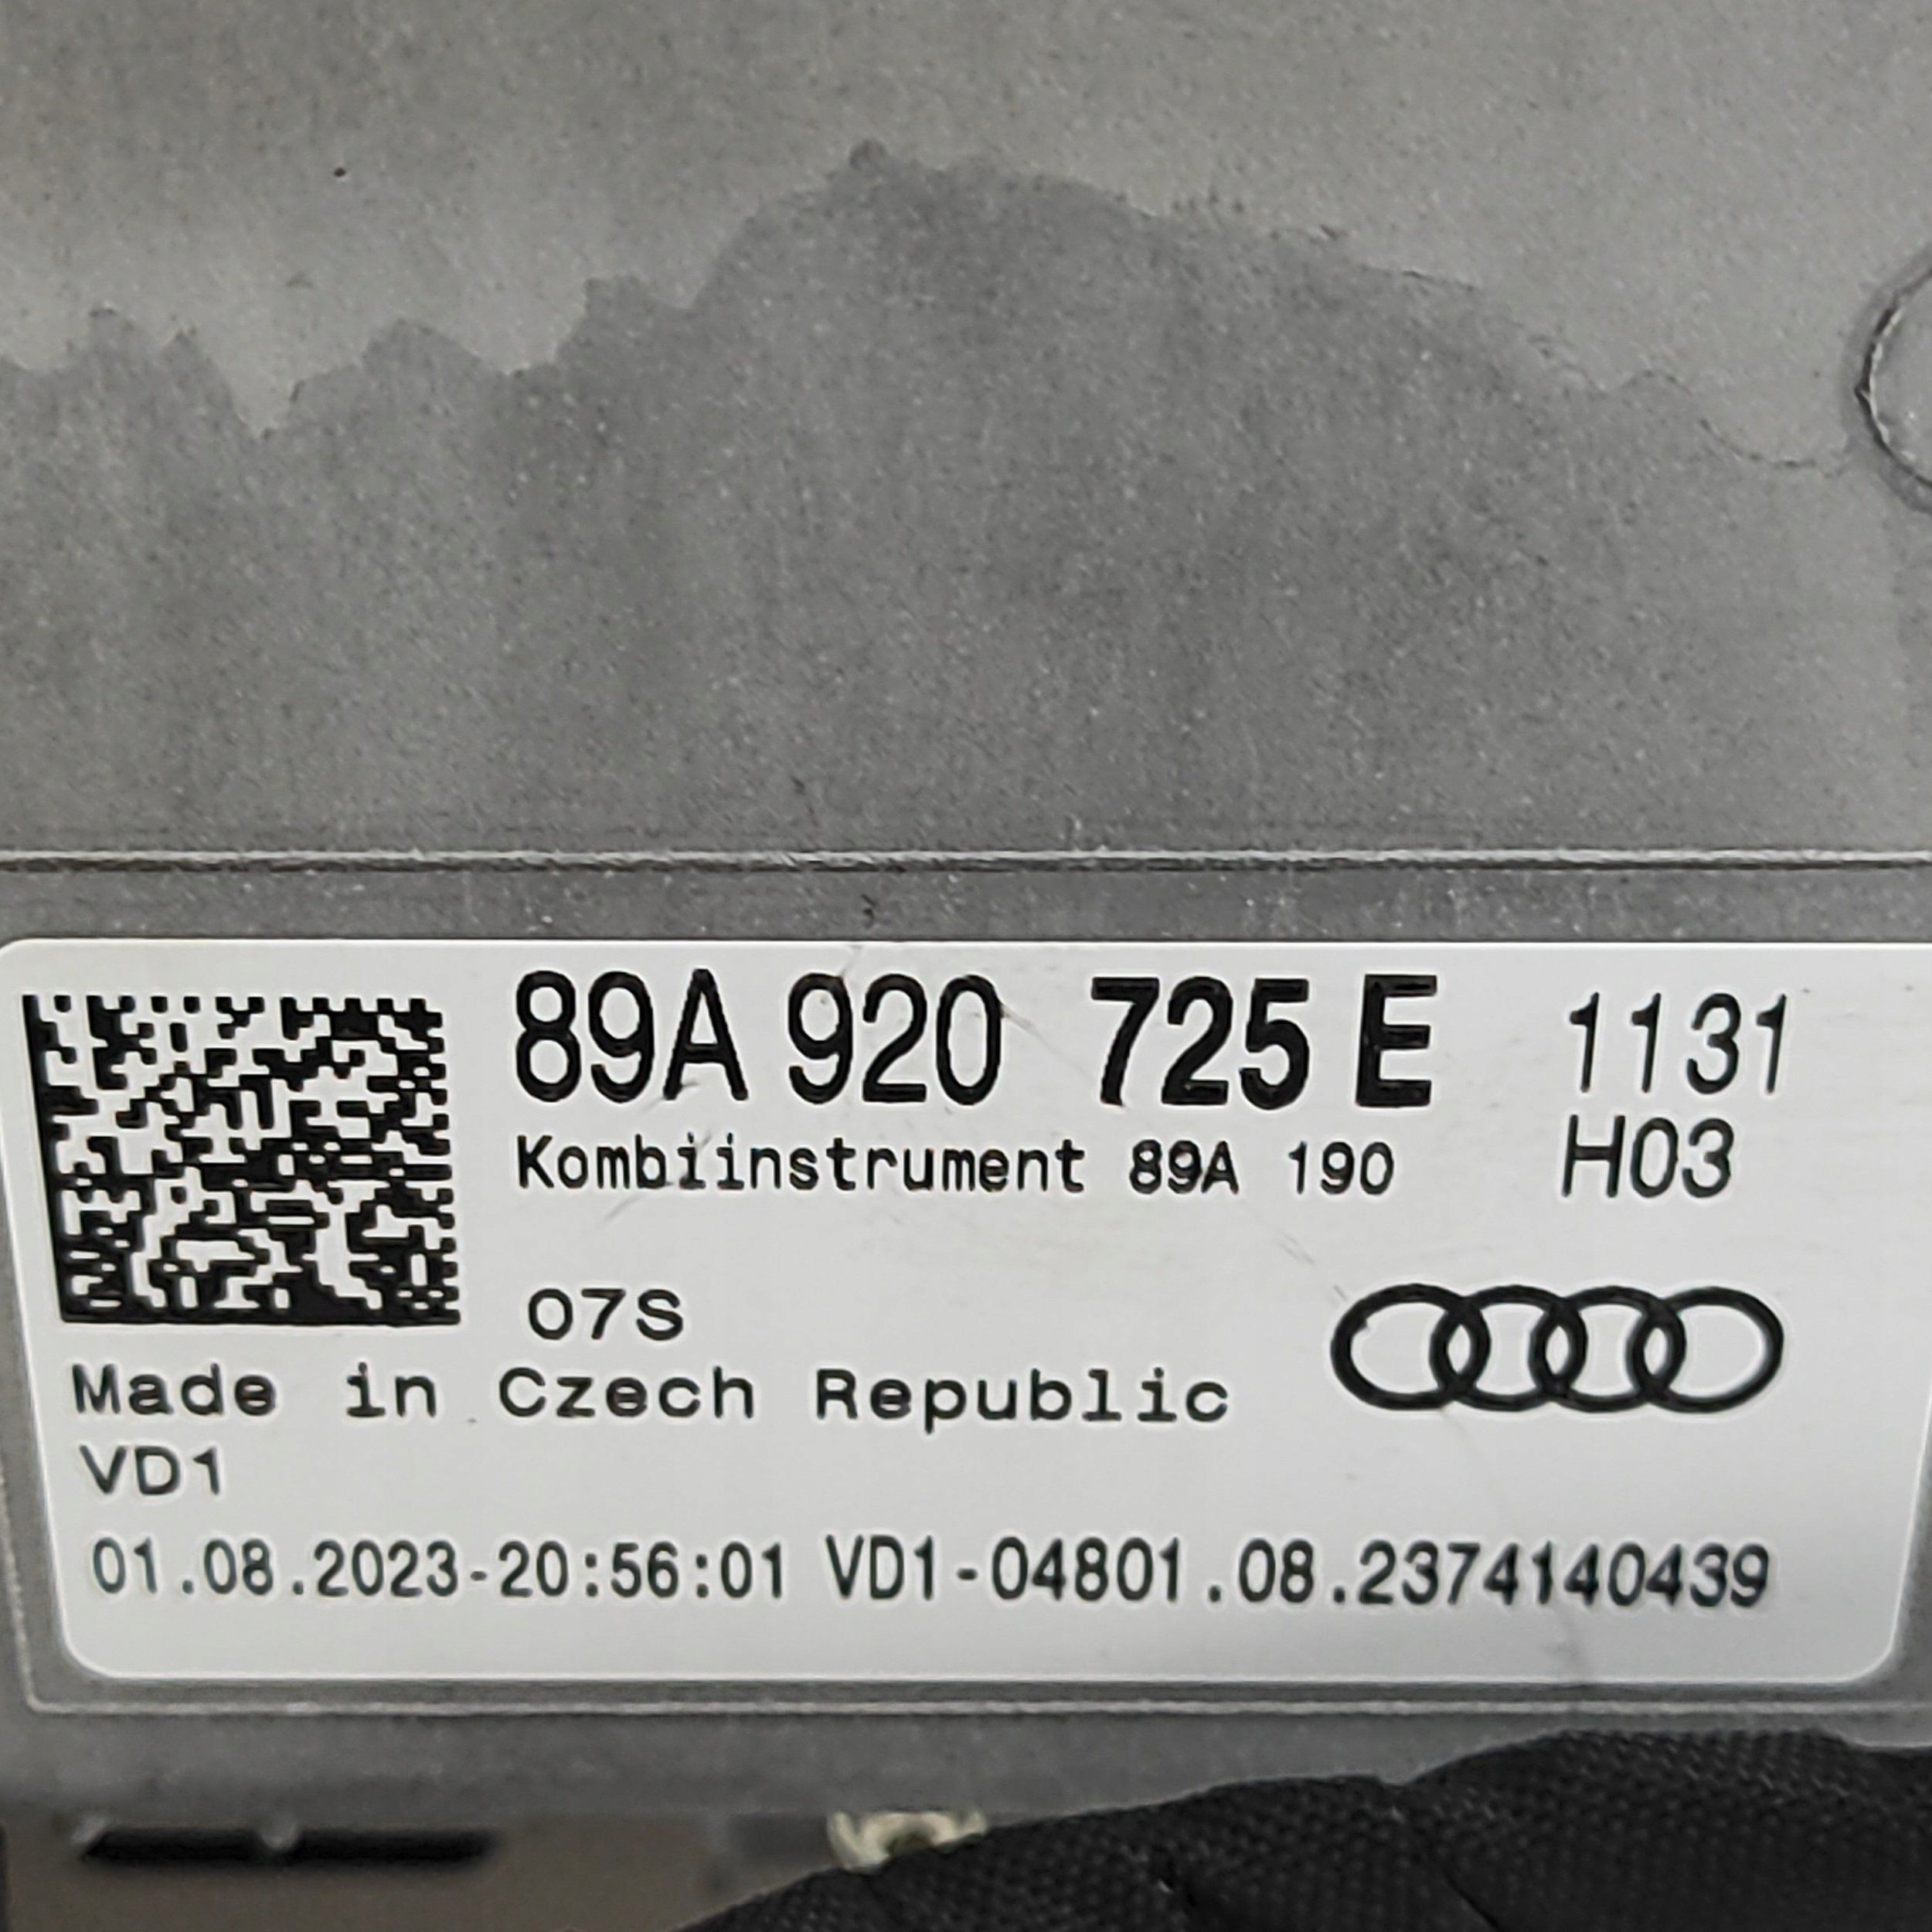 89A 920 725 E 1131
Kombiinstrument 89A 190 H03
07S
Made in Czech Republic
VD1
01.08.2023-20:56:01 VD1-04801.08.2374140439